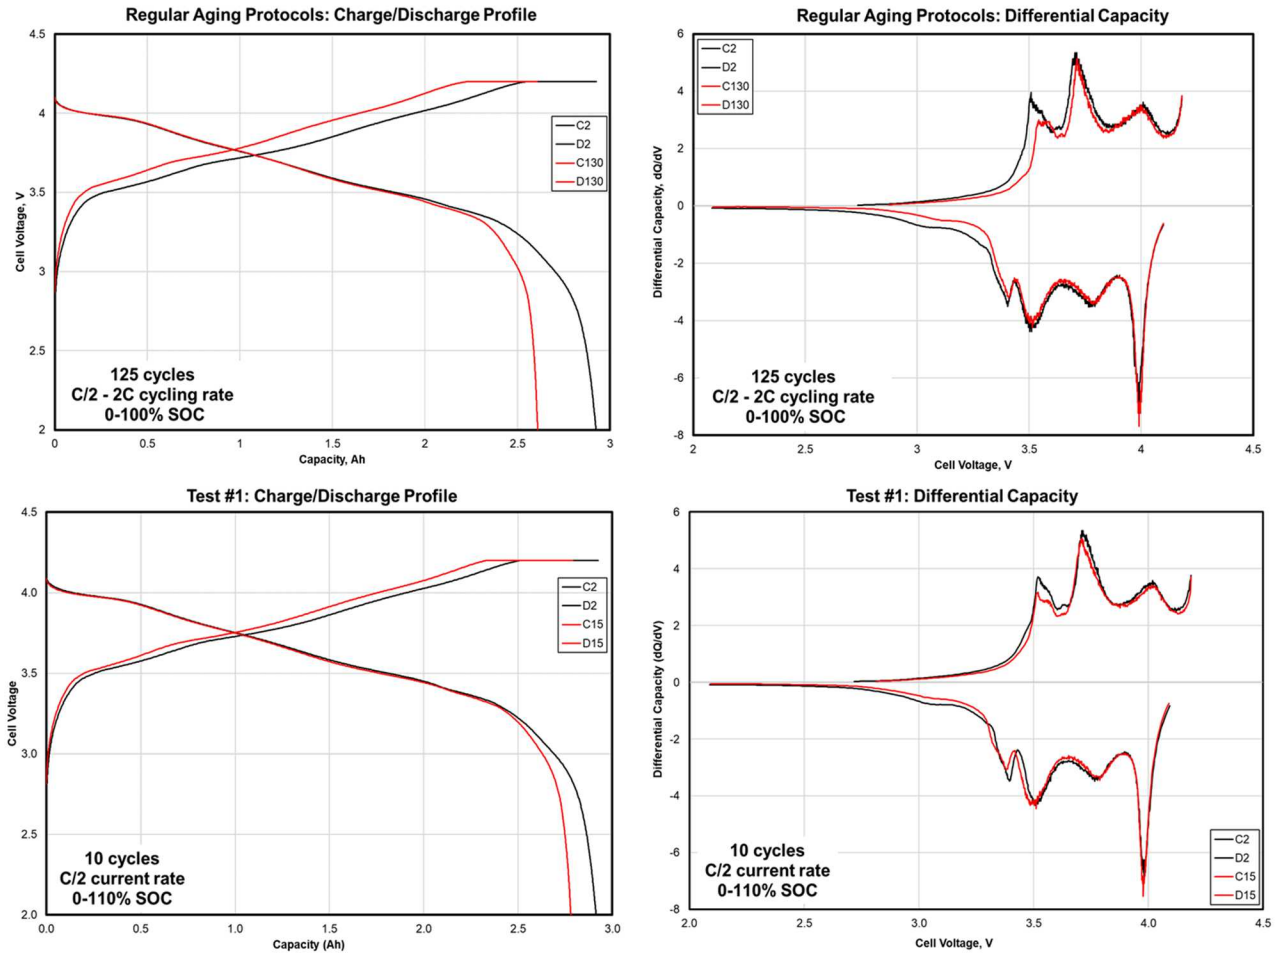 Regular Aging Protocols: Charge/Discharge Profile
4.5
4
3.5
3
2.5
2
Cell Voltage, V
C2
D2
C130
D130
125 cycles
C/2 - 2C cycling rate
0-100% SOC
0
0.5
1
1.5
2
2.5
3
Capacity, Ah
Regular Aging Protocols: Differential Capacity
6
4
2
0
-2
-4
-6
-8
Differential Capacity, dQ/dV
C2
D2
C130
D130
125 cycles
C/2 - 2C cycling rate
0-100% SOC
2
2.5
3
3.5
4
4.5
Cell Voltage, V
Test #1: Charge/Discharge Profile
4.5
4.0
3.5
3.0
2.5
2.0
Cell Voltage
C2
D2
C15
D15
10 cycles
C/2 current rate
0-110% SOC
0.0
0.5
1.0
1.5
2.0
2.5
3.0
Capacity (Ah)
Test #1: Differential Capacity
6
4
2
0
-2
-4
-6
-8
Differential Capacity (dQ/dV)
C2
D2
C15
D15
10 cycles
C/2 current rate
0-110% SOC
2.0
2.5
3.0
3.5
4.0
4.5
Cell Voltage, V